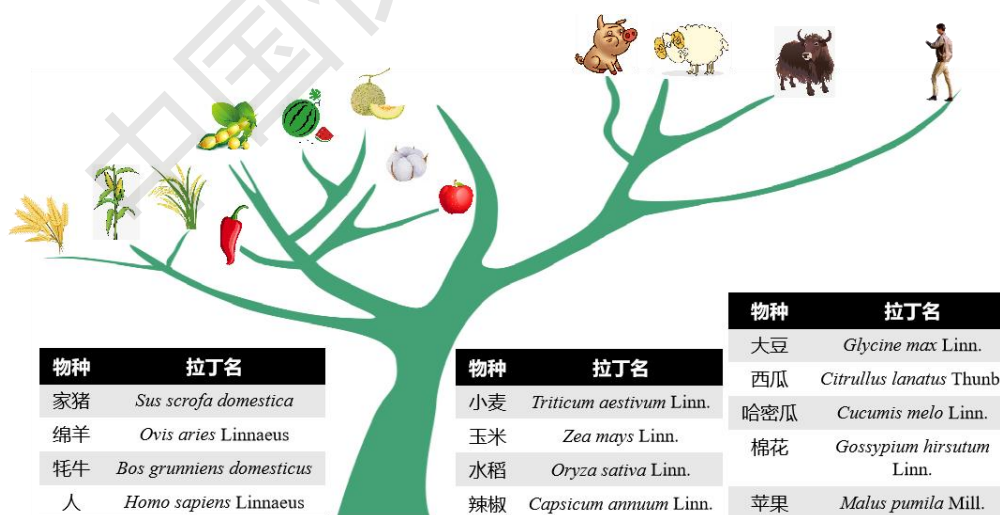 中国
物种 拉丁名
家猪 Sus scrofa domestica
绵羊 Ovis aries Linnaeus
牦牛 Bos grunniens domesticus
人 Homo sapiens Linnaeus
物种 拉丁名
小麦 Triticum aestivum Linn.
玉米 Zea mays Linn.
水稻 Oryza sativa Linn.
辣椒 Capsicum annuum Linn.
物种 拉丁名
大豆 Glycine max Linn.
西瓜 Citrullus lanatus Thunb
哈密瓜 Cucumis melo Linn.
棉花 Gossypium hirsutum
Linn.
苹果 Malus pumila Mill.